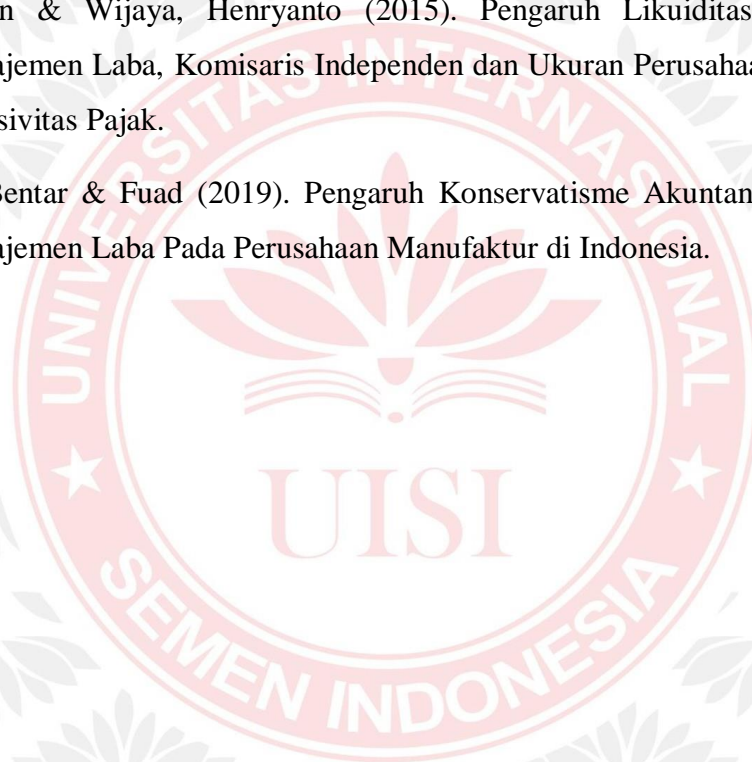 n & Wijaya, Henryanto (2015). Pengaruh Likuiditas
ajemen Laba, Komisaris Independen dan Ukuran Perusahaa
sivitas Pajak.
Bentar & Fuad (2019). Pengaruh Konservatisme Akuntan
ajemen Laba Pada Perusahaan Manufaktur di Indonesia.
UNIVERSITAS INTERNASIONAL
UISI
SEMEN INDONESIA